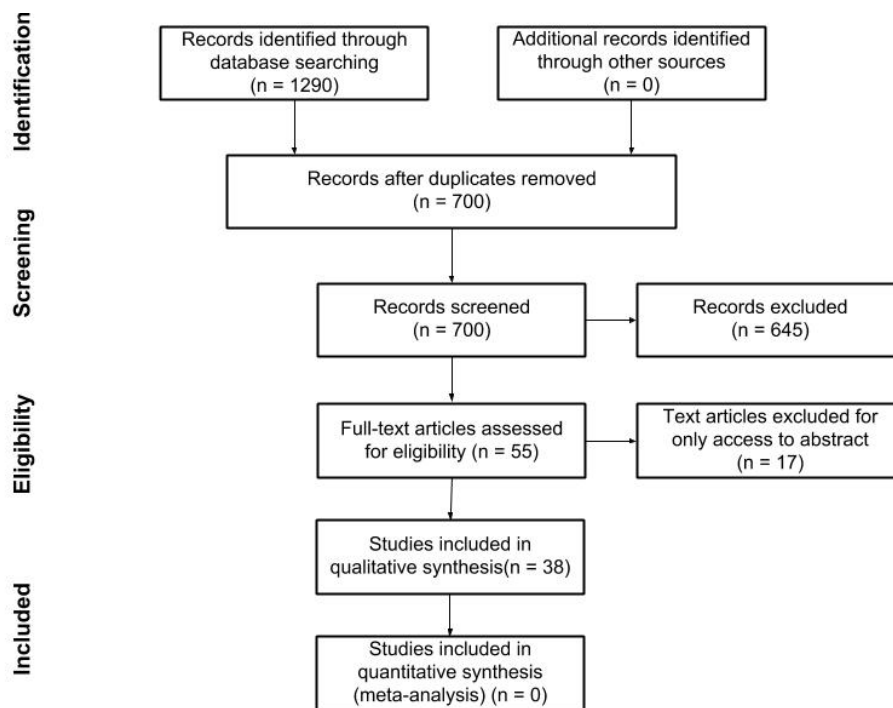 Identification
Records identified through
database searching
(n = 1290)
Additional records identified
through other sources
(n = 0)
Records after duplicates removed
(n = 700)
Screening
Records screened
(n = 700)
Records excluded
(n = 645)
Eligibility
Full-text articles assessed
for eligibility (n = 55)
Text articles excluded for
only access to abstract
(n = 17)
Studies included in
qualitative synthesis(n = 38)
Included
Studies included in
quantitative synthesis
(meta-analysis) (n = 0)